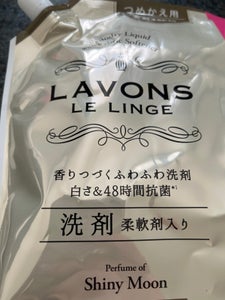 つめかえ用
Laundry Liquid
LAVONS
LE LINGE
香りつづくふわふわ洗剤
白さ&48時間抗菌*
洗剤 柔軟剤入り
Perfume of
Shiny Moon